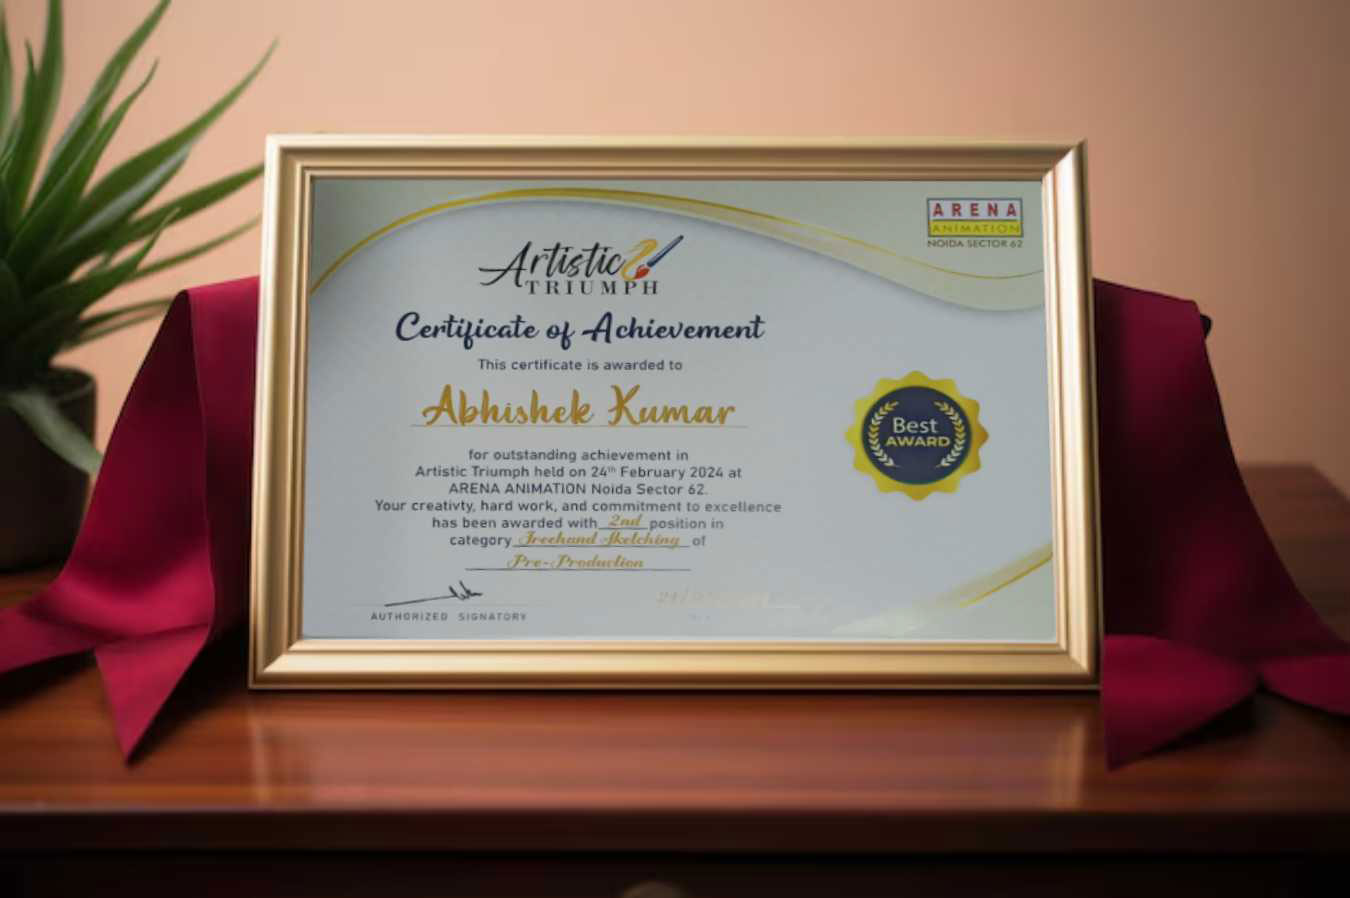 ARENA
ANIMATION
NOIDA SECTOR 62
Artistic
TRIUMPH
Certificate of Achievement
This certificate is awarded to
Abhishek Kumar
for outstanding achievement in
Artistic Triumph held on 24th February 2024 at
ARENA ANIMATION Noida Sector 62.
Your creativty, hard work, and commitment to excellence
has been awarded with 2nd position in
category Freehand Sketching of
Pre-Production
Best
AWARD
AUTHORIZED SIGNATORY